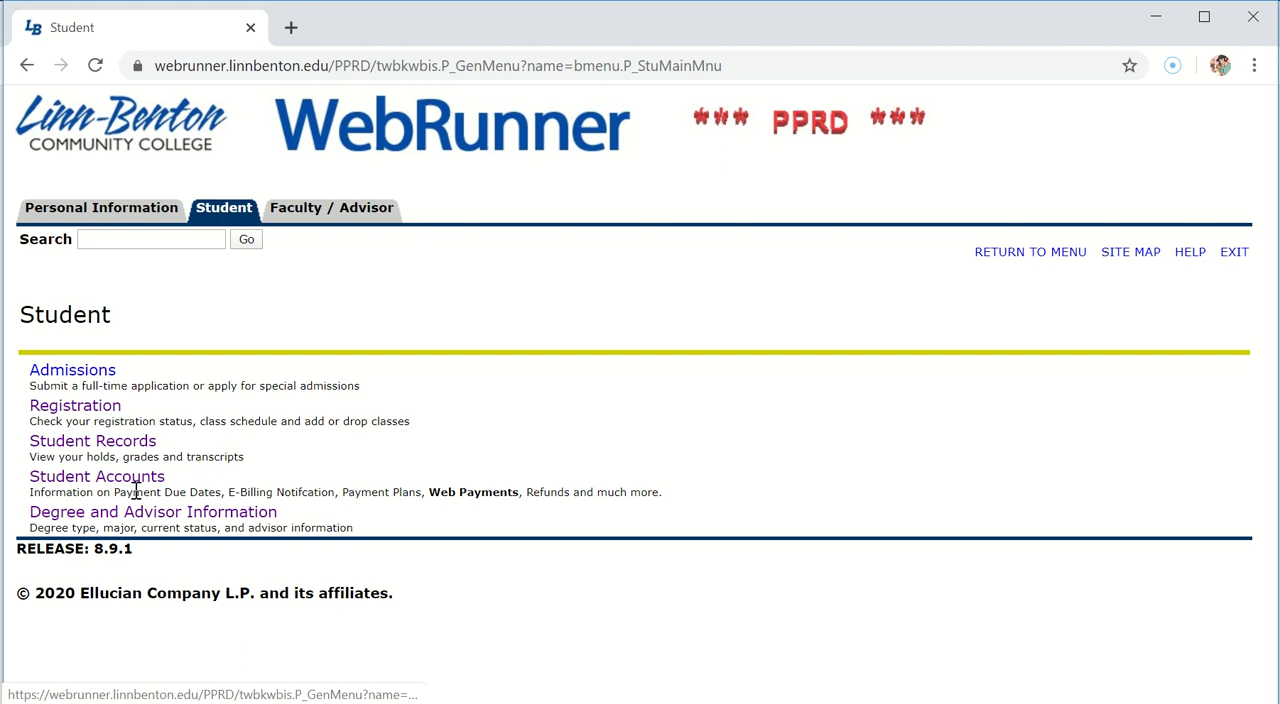 Student
webrunner.linnbenton.edu/PPRD/twbkwbis.P_GenMenu?name=bmenu.P_StuMainMnu
Linn-Benton
COMMUNITY COLLEGE
WebRunner
*** PPRD ***
Personal Information Student Faculty / Advisor
Search Go
RETURN TO MENU SITE MAP HELP EXIT
Student
Admissions
Submit a full-time application or apply for special admissions
Registration
Check your registration status, class schedule and add or drop classes
Student Records
View your holds, grades and transcripts
Student Accounts
Information on Payment Due Dates, E-Billing Notifcation, Payment Plans, Web Payments, Refunds and much more.
Degree and Advisor Information
Degree type, major, current status, and advisor information
RELEASE: 8.9.1
© 2020 Ellucian Company L.P. and its affiliates.
https://webrunner.linnbenton.edu/PPRD/twbkwbis.P_GenMenu?name=...